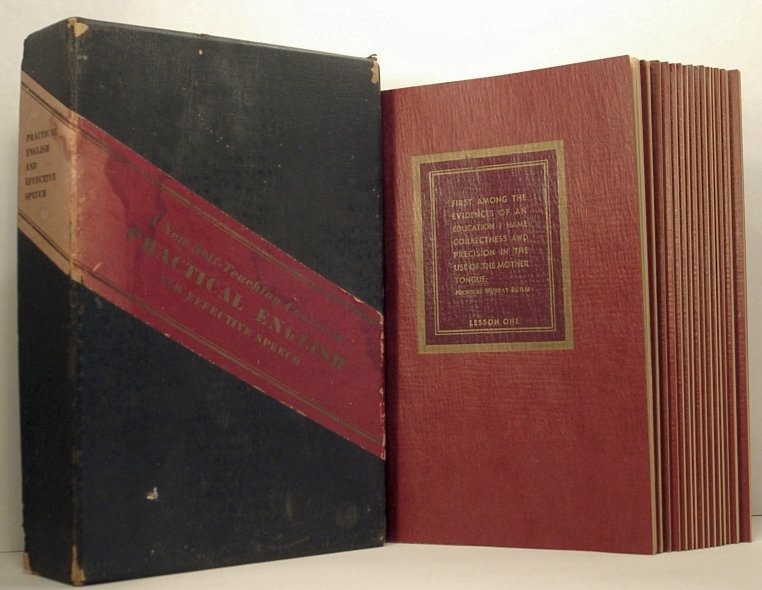 PRACTICAL
ENGLISH
AND
EFFECTIVE
SPEECH
A New Self-Teaching Course in
PRACTICAL ENGLISH
AND EFFECTIVE SPEECH
FIRST AMONG THE
EVIDENCES OF AN
EDUCATION I NAME
CORRECTNESS AND
PRECISION IN THE
USE OF THE MOTHER
TONGUE.
NICHOLAS MURRAY BUTLER
LESSON ONE